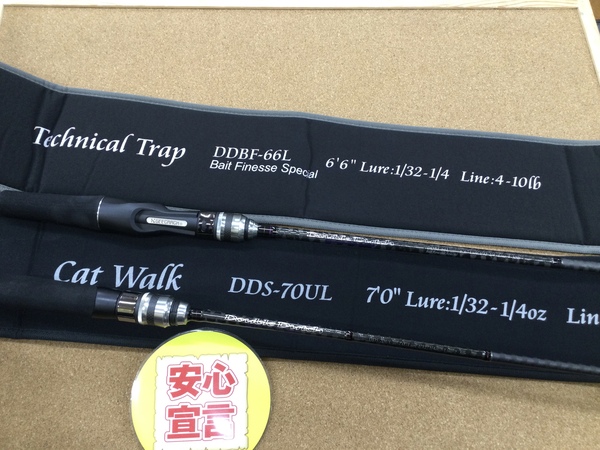 Technical Trap
DDBF-66L
Bait Finesse Special
6'6" Lure:1/32-1/4 Line:4-10lb
Cat Walk
DDS-70UL
7'0" Lure:1/32-1/4oz Lin
安心
宣言